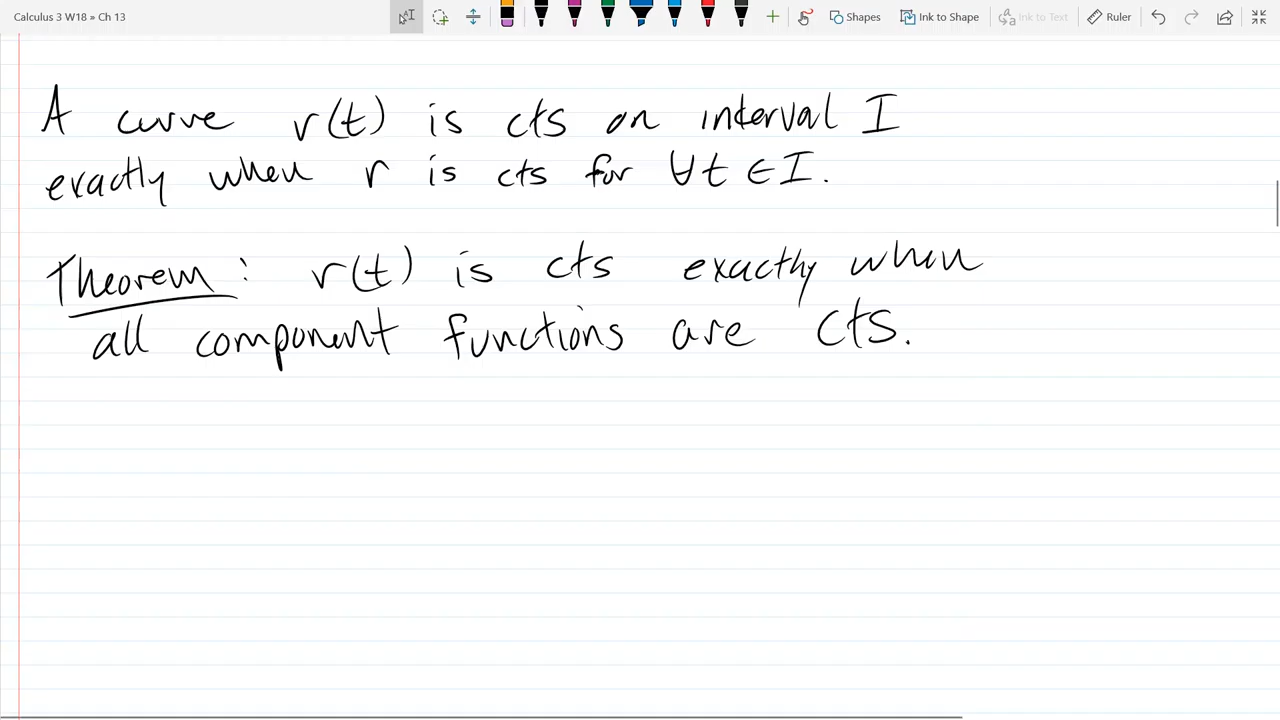 Calculus 3 W18 » Ch 13
Shapes
Ink to Shape
Ink to Text
Ruler
A curve r(t) is cts on interval I
exactly when r is cts for ∀t ∈ I.
Theorem: r(t) is cts exactly when
all component functions are cts.